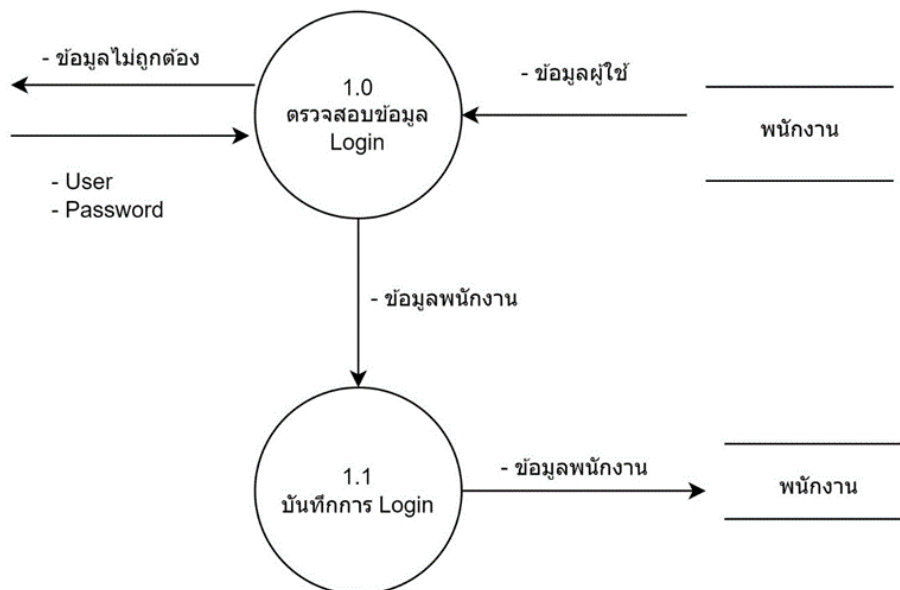 - ข้อมูลไม่ถูกต้อง
- ข้อมูลผู้ใช้
1.0
ตรวจสอบข้อมูล
Login
พนักงาน
- User
- Password
- ข้อมูลพนักงาน
1.1
บันทึกการ Login
- ข้อมูลพนักงาน
พนักงาน